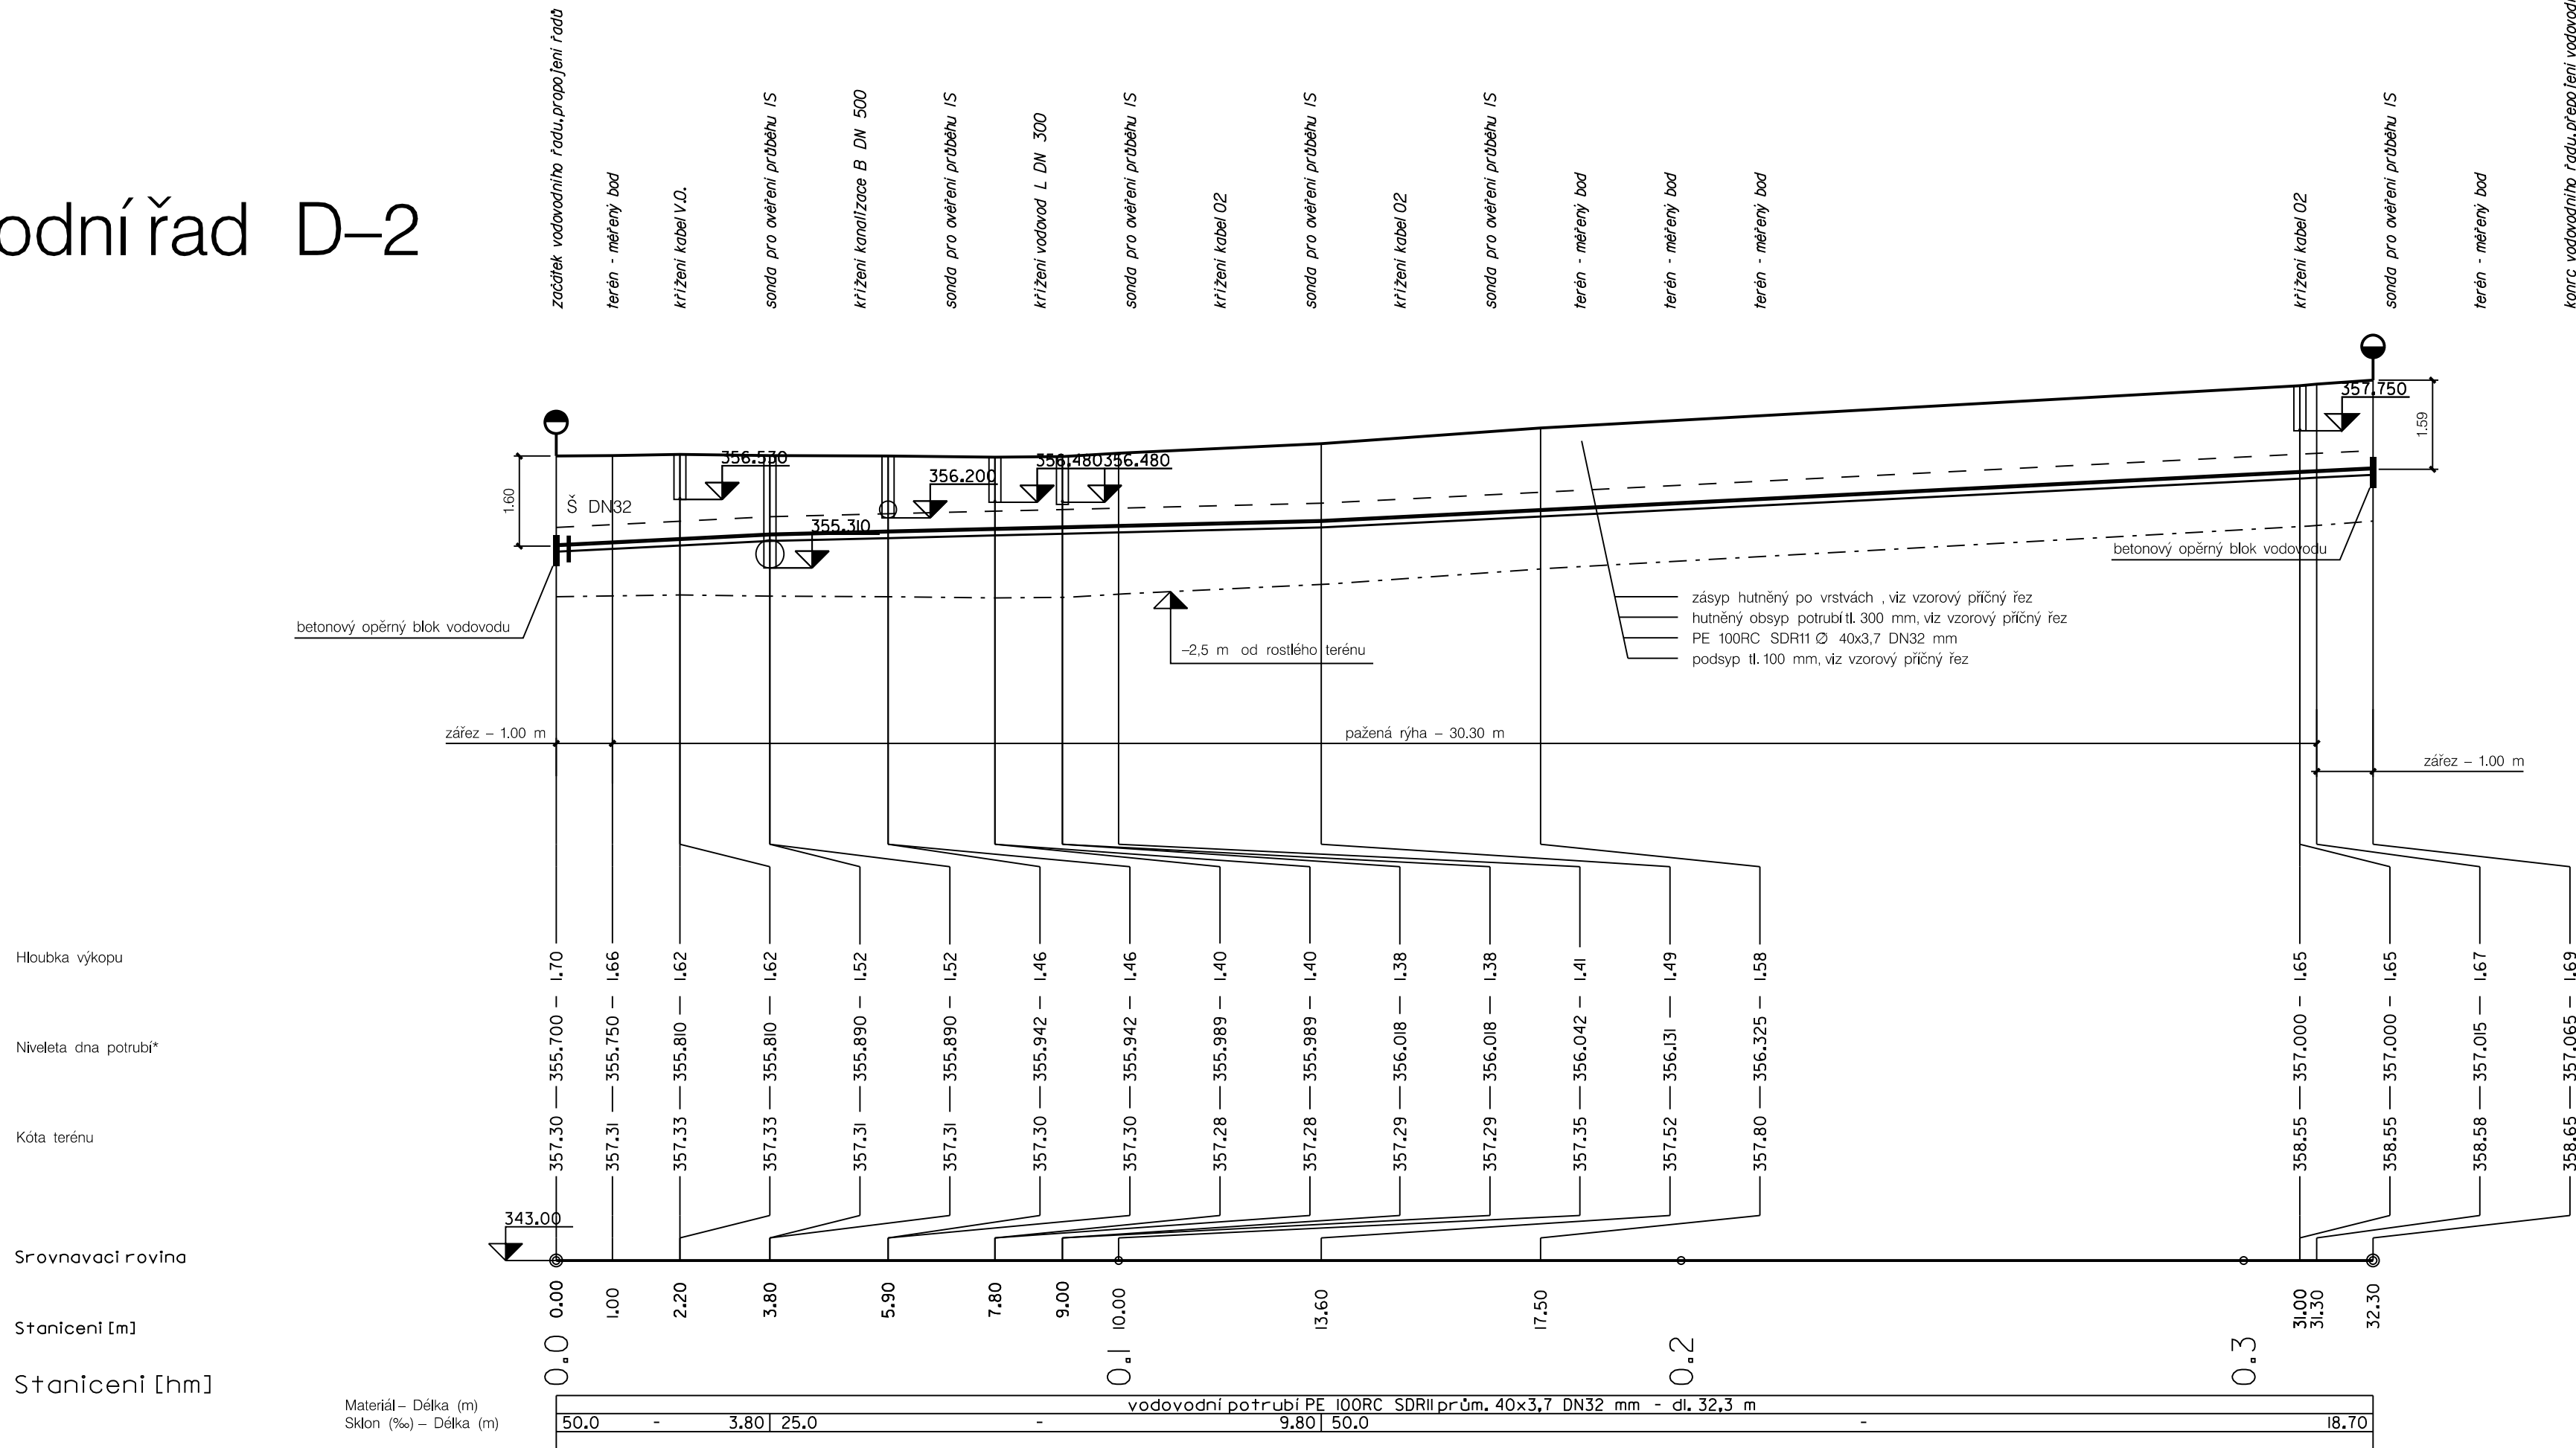 odní řad D–2
začátek vodovodního řadu,propojení řadů
terén - měřený bod
křížení kabel V.O.
sonda pro ověření průběhu IS
křížení kanalizace B DN 500
sonda pro ověření průběhu IS
křížení vodovod L DN 300
sonda pro ověření průběhu IS
křížení kabel O2
sonda pro ověření průběhu IS
křížení kabel O2
sonda pro ověření průběhu IS
terén - měřený bod
terén - měřený bod
terén - měřený bod
křížení kabel O2
sonda pro ověření průběhu IS
terén - měřený bod
konrc vodovodního řadu,přepojení vodovodní
357.750
1.59
356.530
356.200
356.480
356.480
355.310
1.60
Š DN32
betonový opěrný blok vodovodu
betonový opěrný blok vodovodu
–2,5 m od rostlého terénu
zásyp hutněný po vrstvách , viz vzorový příčný řez
hutněný obsyp potrubí tl. 300 mm, viz vzorový příčný řez
PE 100RC SDR11 Ø 40x3,7 DN32 mm
podsyp tl. 100 mm, viz vzorový příčný řez
zářez – 1.00 m
pažená rýha – 30.30 m
zářez – 1.00 m
Hloubka výkopu
1.70 1.66 1.62 1.62 1.52 1.52 1.46 1.46 1.40 1.40 1.38 1.38 1.41 1.49 1.58 1.65 1.65 1.67 1.69
Niveleta dna potrubí*
355.700 355.750 355.810 355.810 355.890 355.890 355.942 355.942 355.989 355.989 356.018 356.018 356.042 356.131 356.325 357.000 357.000 357.015 357.065
Kóta terénu
357.30 357.31 357.33 357.33 357.31 357.31 357.30 357.30 357.28 357.28 357.29 357.29 357.35 357.52 357.80 358.55 358.55 358.58 358.65
343.00
Srovnavaci rovina
Staniceni [m]
0.00 1.00 2.20 3.80 5.90 7.80 9.00 10.00 13.60 17.50 31.00 31.30 32.30
Staniceni [hm]
0.0 0.1 0.2 0.3
Materiál – Délka (m)
vodovodní potrubí PE 100RC SDR11 prům. 40x3,7 DN32 mm - dl. 32,3 m
Sklon (‰) – Délka (m)
50.0 - 3.80 25.0 - 9.80 50.0 - 18.70